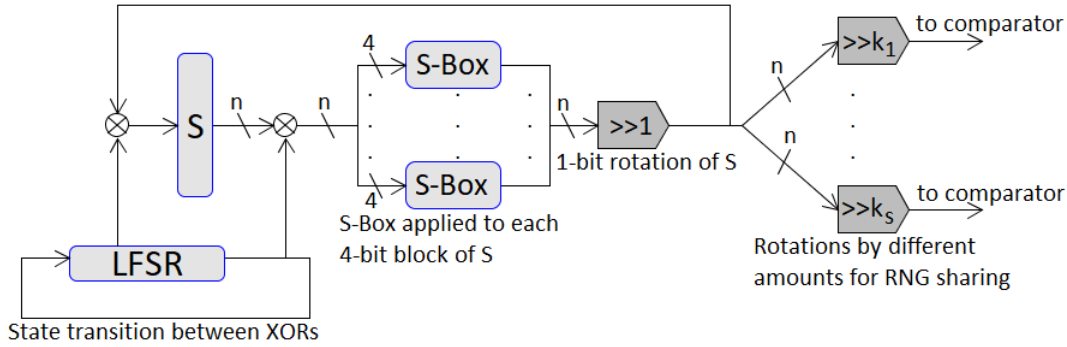 to comparator
>>k1
n
4
S-Box
S
n
n
n
>>1
1-bit rotation of S
n
S-Box
4
to comparator
>>ks
S-Box applied to each
4-bit block of S
Rotations by different
amounts for RNG sharing
LFSR
State transition between XORs